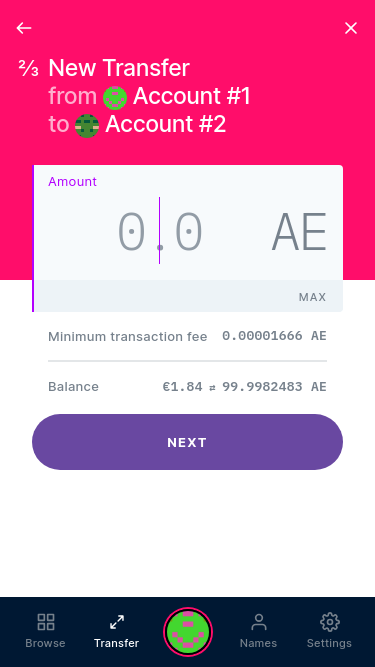 ⅔ New Transfer
from Account #1
to Account #2
Amount
0.0 AE
MAX
Minimum transaction fee 0.00001666 AE
Balance €1.84 ⇄ 99.9982483 AE
NEXT
Browse Transfer Names Settings